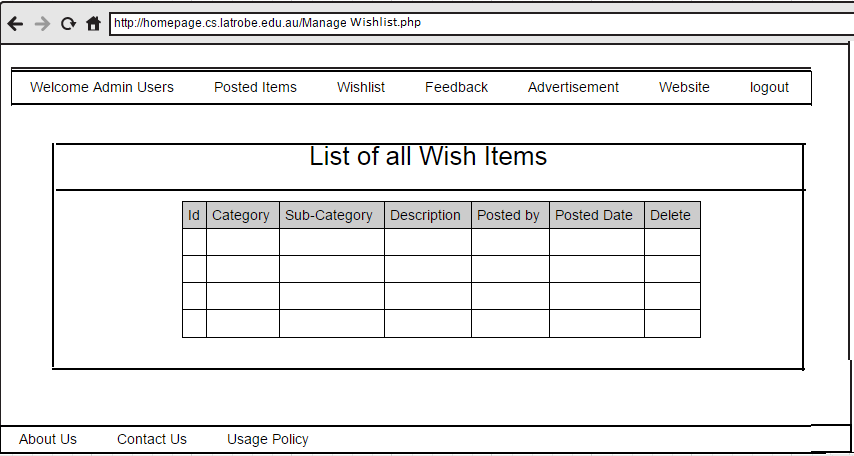 http://homepage.cs.latrobe.edu.au/Manage Wishlist.php
Welcome Admin Users Posted Items Wishlist Feedback Advertisement Website logout
List of all Wish Items
Id Category Sub-Category Description Posted by Posted Date Delete
About Us Contact Us Usage Policy